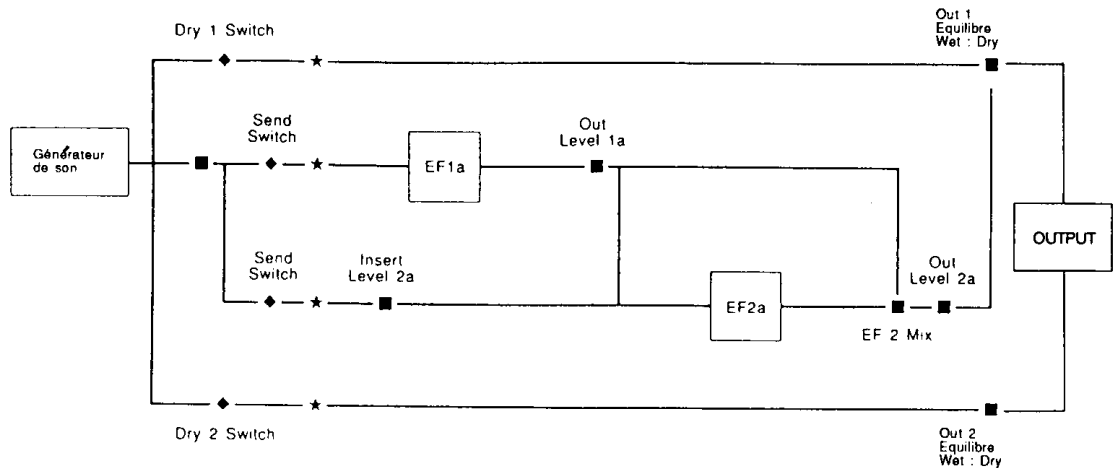 Dry 1 Switch
Out 1
Equilibre
Wet : Dry
Send
Switch
Out
Level 1a
Générateur
de son
EF1a
OUTPUT
Send
Switch
Insert
Level 2a
Out
Level 2a
EF2a
EF 2 Mix
Dry 2 Switch
Out 2
Equilibre
Wet : Dry